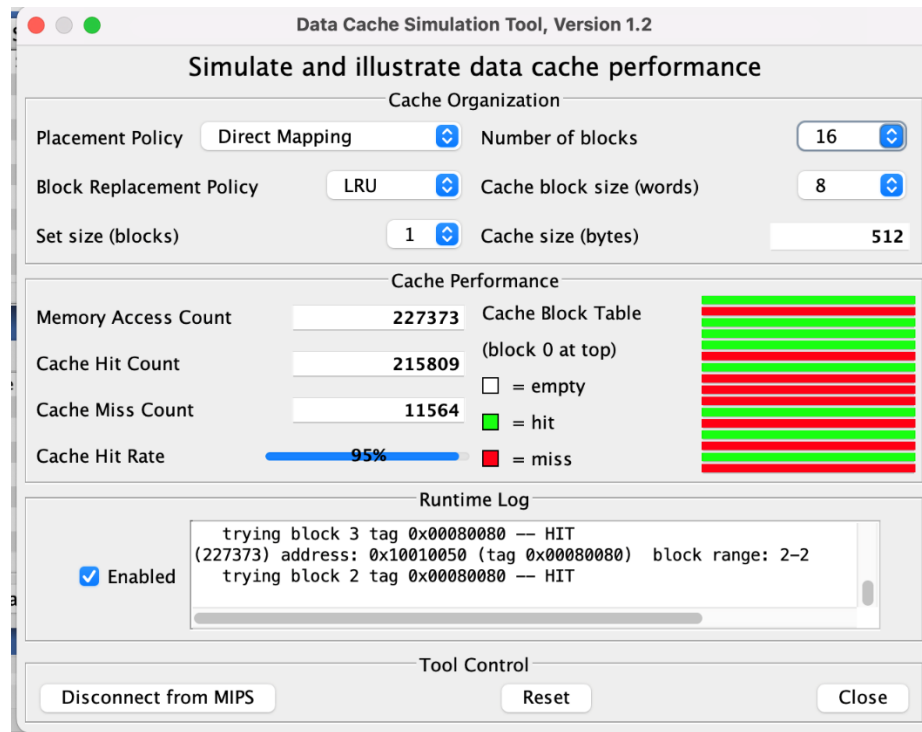 Data Cache Simulation Tool, Version 1.2
Simulate and illustrate data cache performance
Cache Organization
Placement Policy Direct Mapping Number of blocks 16
Block Replacement Policy LRU Cache block size (words) 8
Set size (blocks) 1 Cache size (bytes) 512
Cache Performance
Memory Access Count 227373 Cache Block Table
(block 0 at top)
Cache Hit Count 215809
= empty
Cache Miss Count 11564
= hit
Cache Hit Rate 95% = miss
Runtime Log
trying block 3 tag 0x00080080 -- HIT
(227373) address: 0x10010050 (tag 0x00080080) block range: 2-2
trying block 2 tag 0x00080080 -- HIT
Enabled
Tool Control
Disconnect from MIPS Reset Close